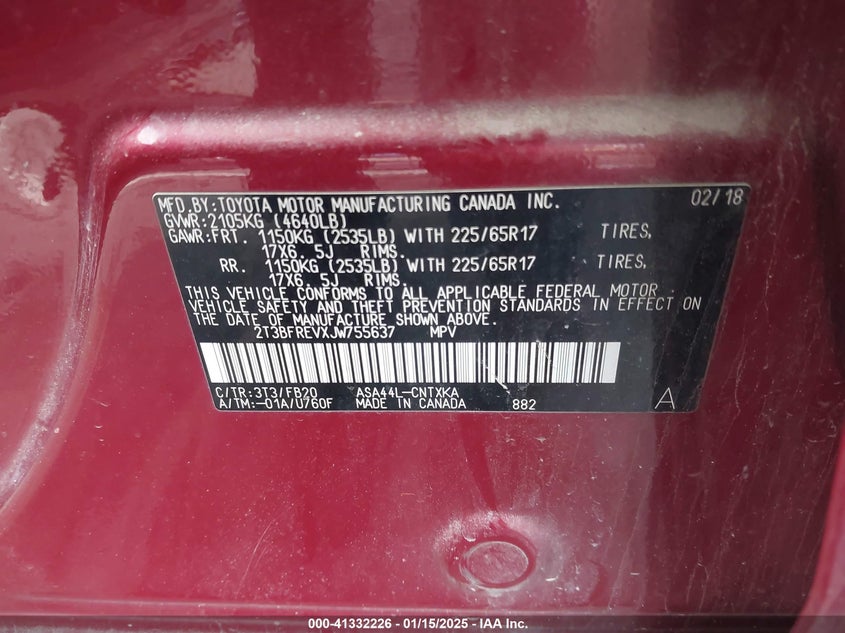 MFD.BY:TOYOTA MOTOR MANUFACTURING CANADA INC. 02/18
GVWR:2105KG (4640LB)
GAWR:FRT. 1150KG (2535LB) WITH 225/65R17 TIRES,
17X6. 5J RIMS.
RR. 1150KG (2535LB) WITH 225/65R17 TIRES,
17X6. 5J RIMS.
THIS VEHICLE CONFORMS TO ALL APPLICABLE FEDERAL MOTOR
VEHICLE SAFETY AND THEFT PREVENTION STANDARDS IN EFFECT ON
THE DATE OF MANUFACTURE SHOWN ABOVE.
2T3BFREVXJW755637 MPV
C/TR:3T3/FB20 ASA44L-CNTXKA
A/TM:-01A/U760F MADE IN CANADA 882 A
000-41332226 - 01/15/2025 - IAA Inc.